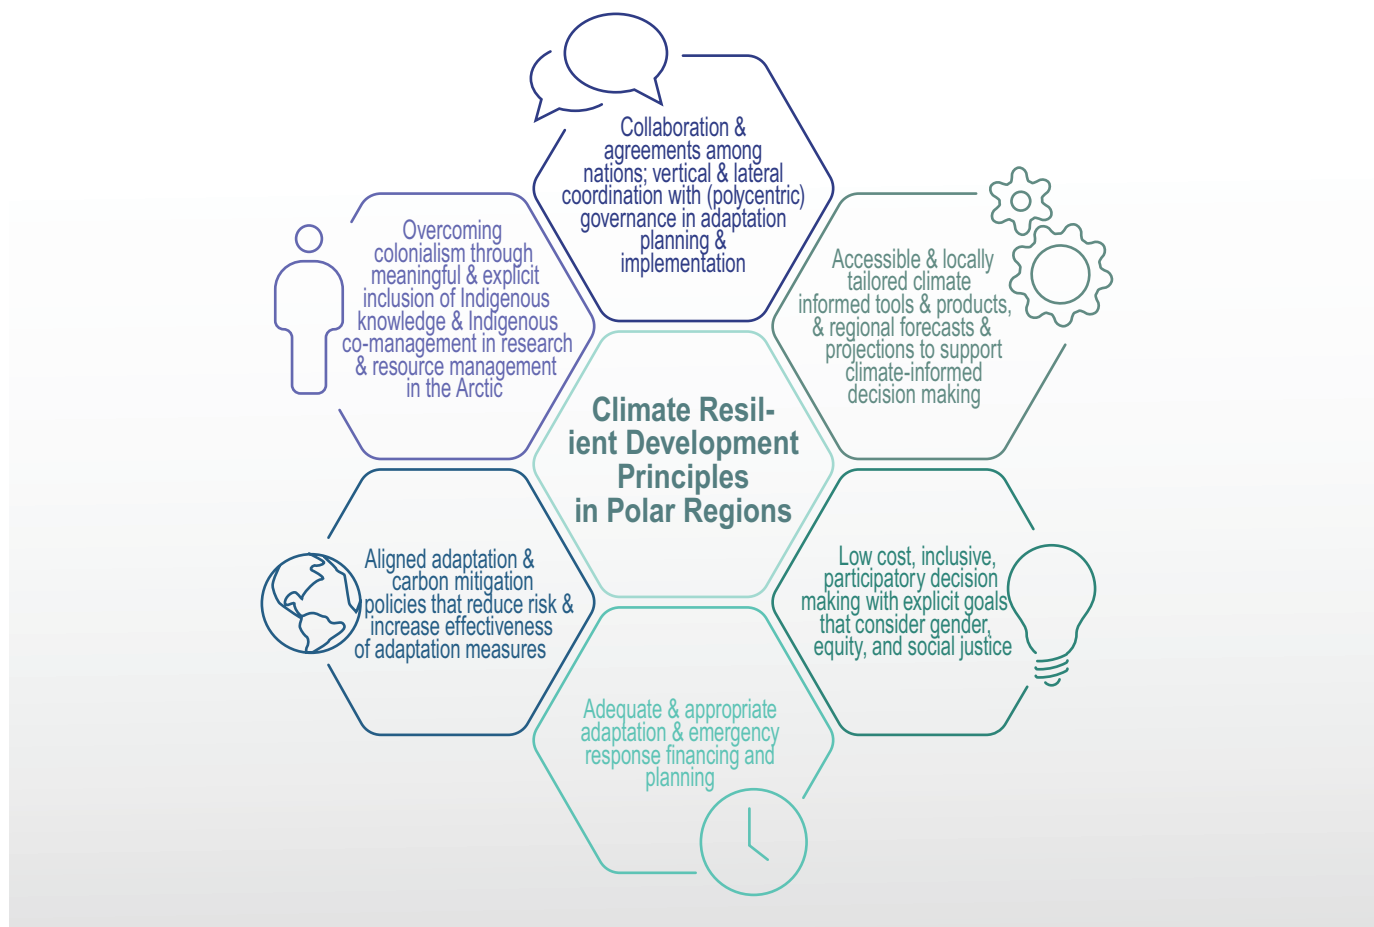 Collaboration &
agreements among
nations; vertical & lateral
coordination with (polycentric)
governance in adaptation
planning &
implementation
Overcoming
colonialism through
meaningful & explicit
inclusion of Indigenous
knowledge & Indigenous
co-management in research
& resource management
in the Arctic
Accessible & locally
tailored climate
informed tools & products,
& regional forecasts &
projections to support
climate-informed
decision making
Climate Resil-
ient Development
Principles
in Polar Regions
Aligned adaptation &
carbon mitigation
policies that reduce risk &
increase effectiveness
of adaptation measures
Low cost, inclusive,
participatory decision
making with explicit goals
that consider gender,
equity, and social justice
Adequate & appropriate
adaptation & emergency
response financing and
planning